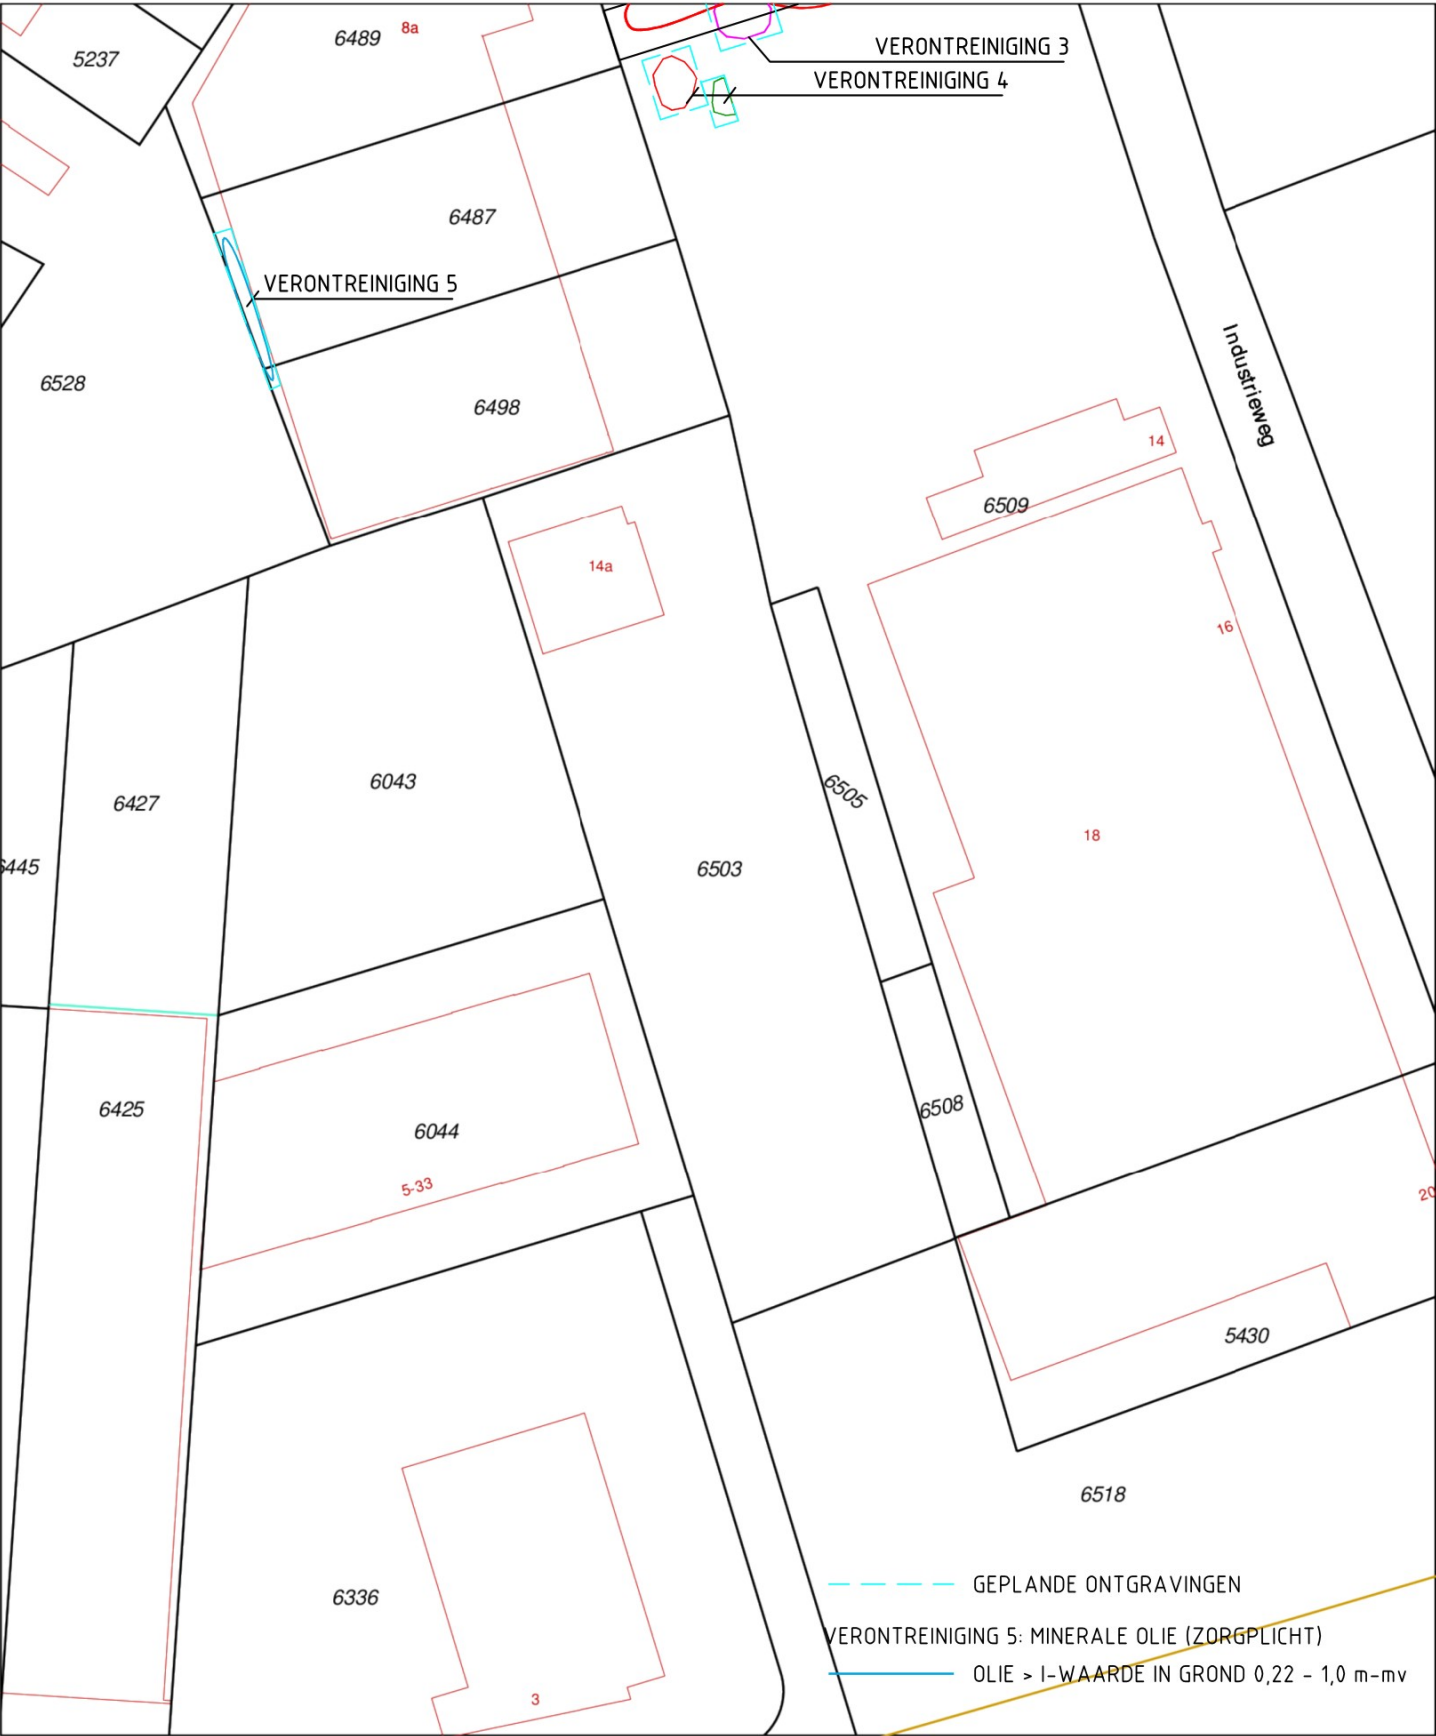 8a
6489
5237
VERONTREINIGING 3
VERONTREINIGING 4
6487
VERONTREINIGING 5
6528
6498
Industrieweg
14
6509
14a
16
6505
6043
6427
18
6445
6503
6425
6508
6044
5-33
20
5430
6518
6336
3
GEPLANDE ONTGRAVINGEN
VERONTREINIGING 5: MINERALE OLIE (ZORGPLICHT)
OLIE > I-WAARDE IN GROND 0,22 - 1,0 m-mv